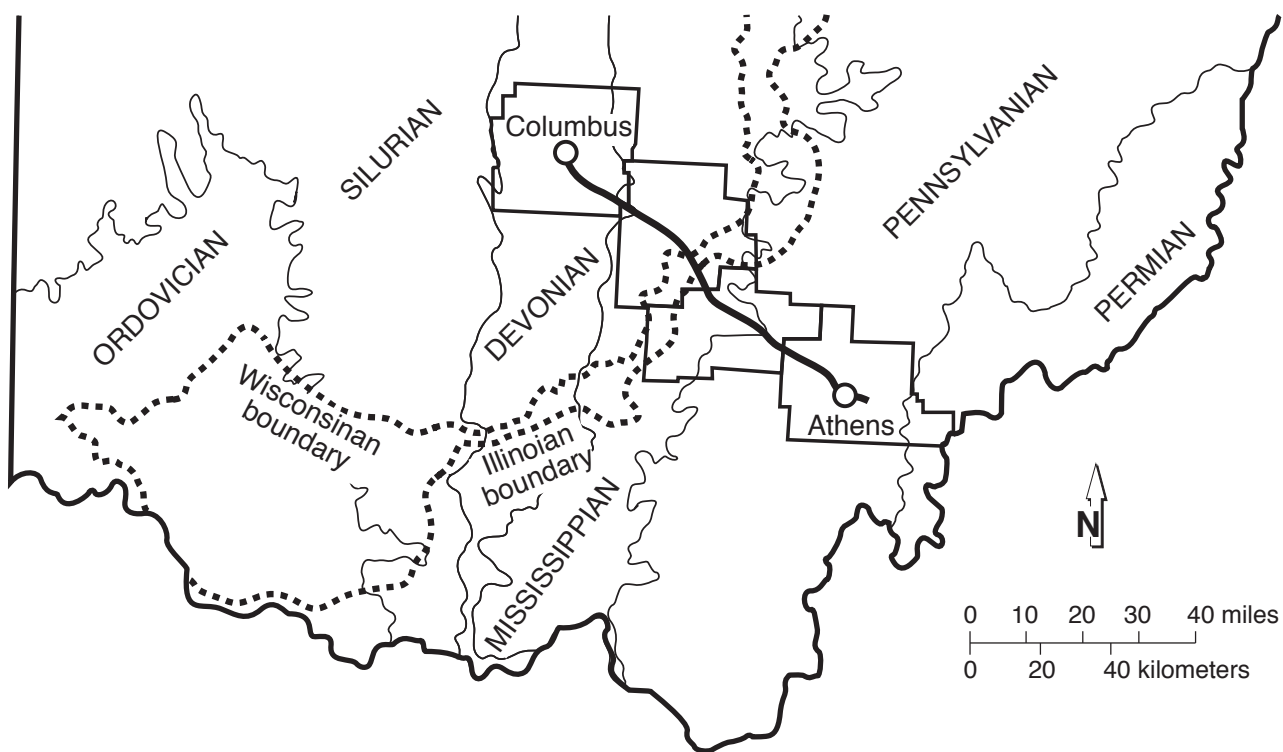 Columbus
SILURIAN
PENNSYLVANIAN
ORDOVICIAN
DEVONIAN
PERMIAN
Wisconsinan
boundary
Athens
Illinoian
boundary
MISSISSIPPIAN
N
0 10 20 30 40 miles
0 20 40 kilometers